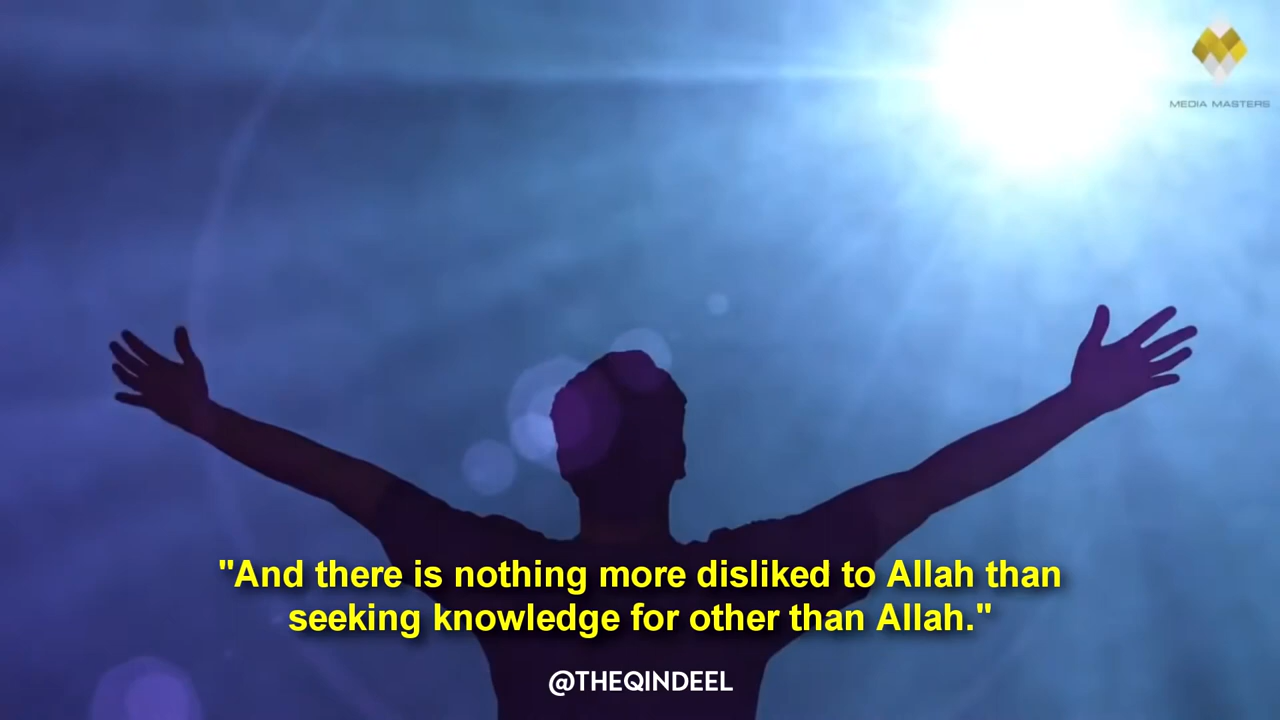 MEDIA MASTERS
"And there is nothing more disliked to Allah than
seeking knowledge for other than Allah."
@THEQINDEEL